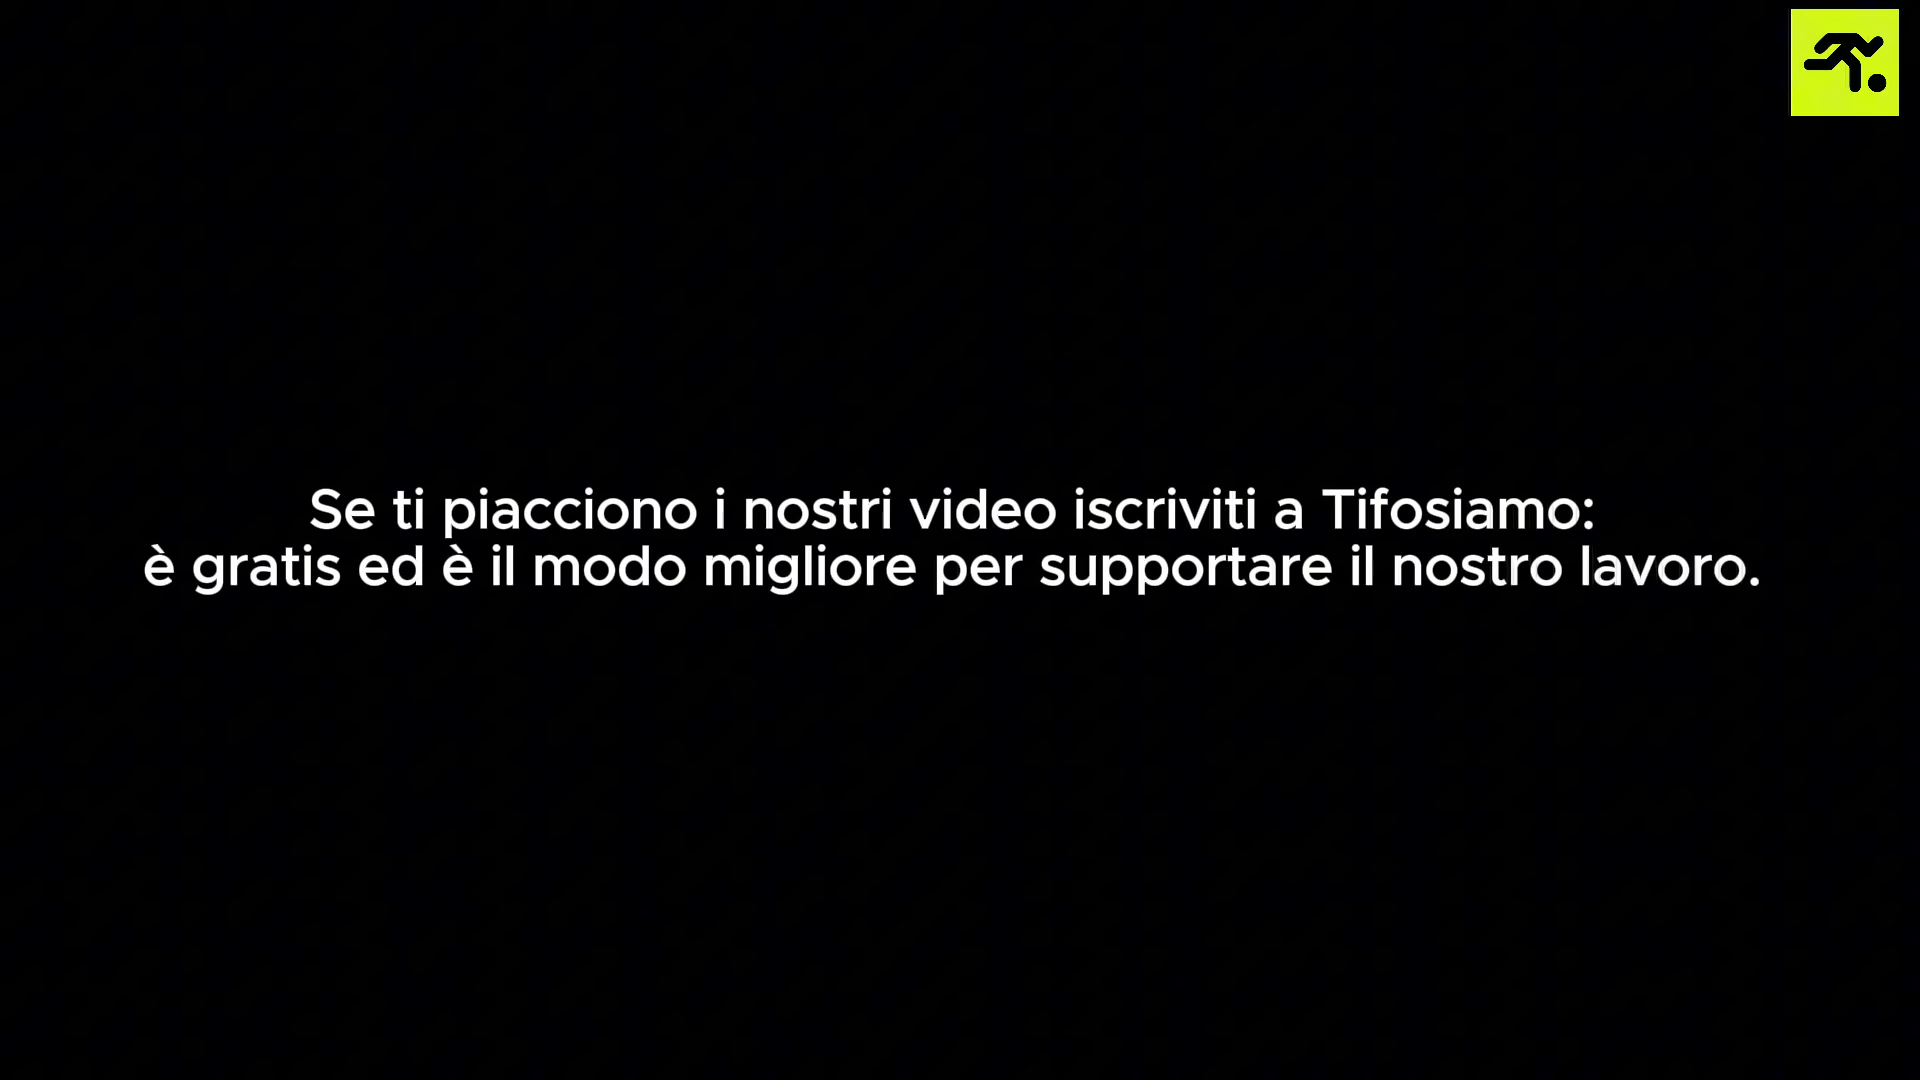 Se ti piacciono i nostri video iscriviti a Tifosiamo:
è gratis ed è il modo migliore per supportare il nostro lavoro.